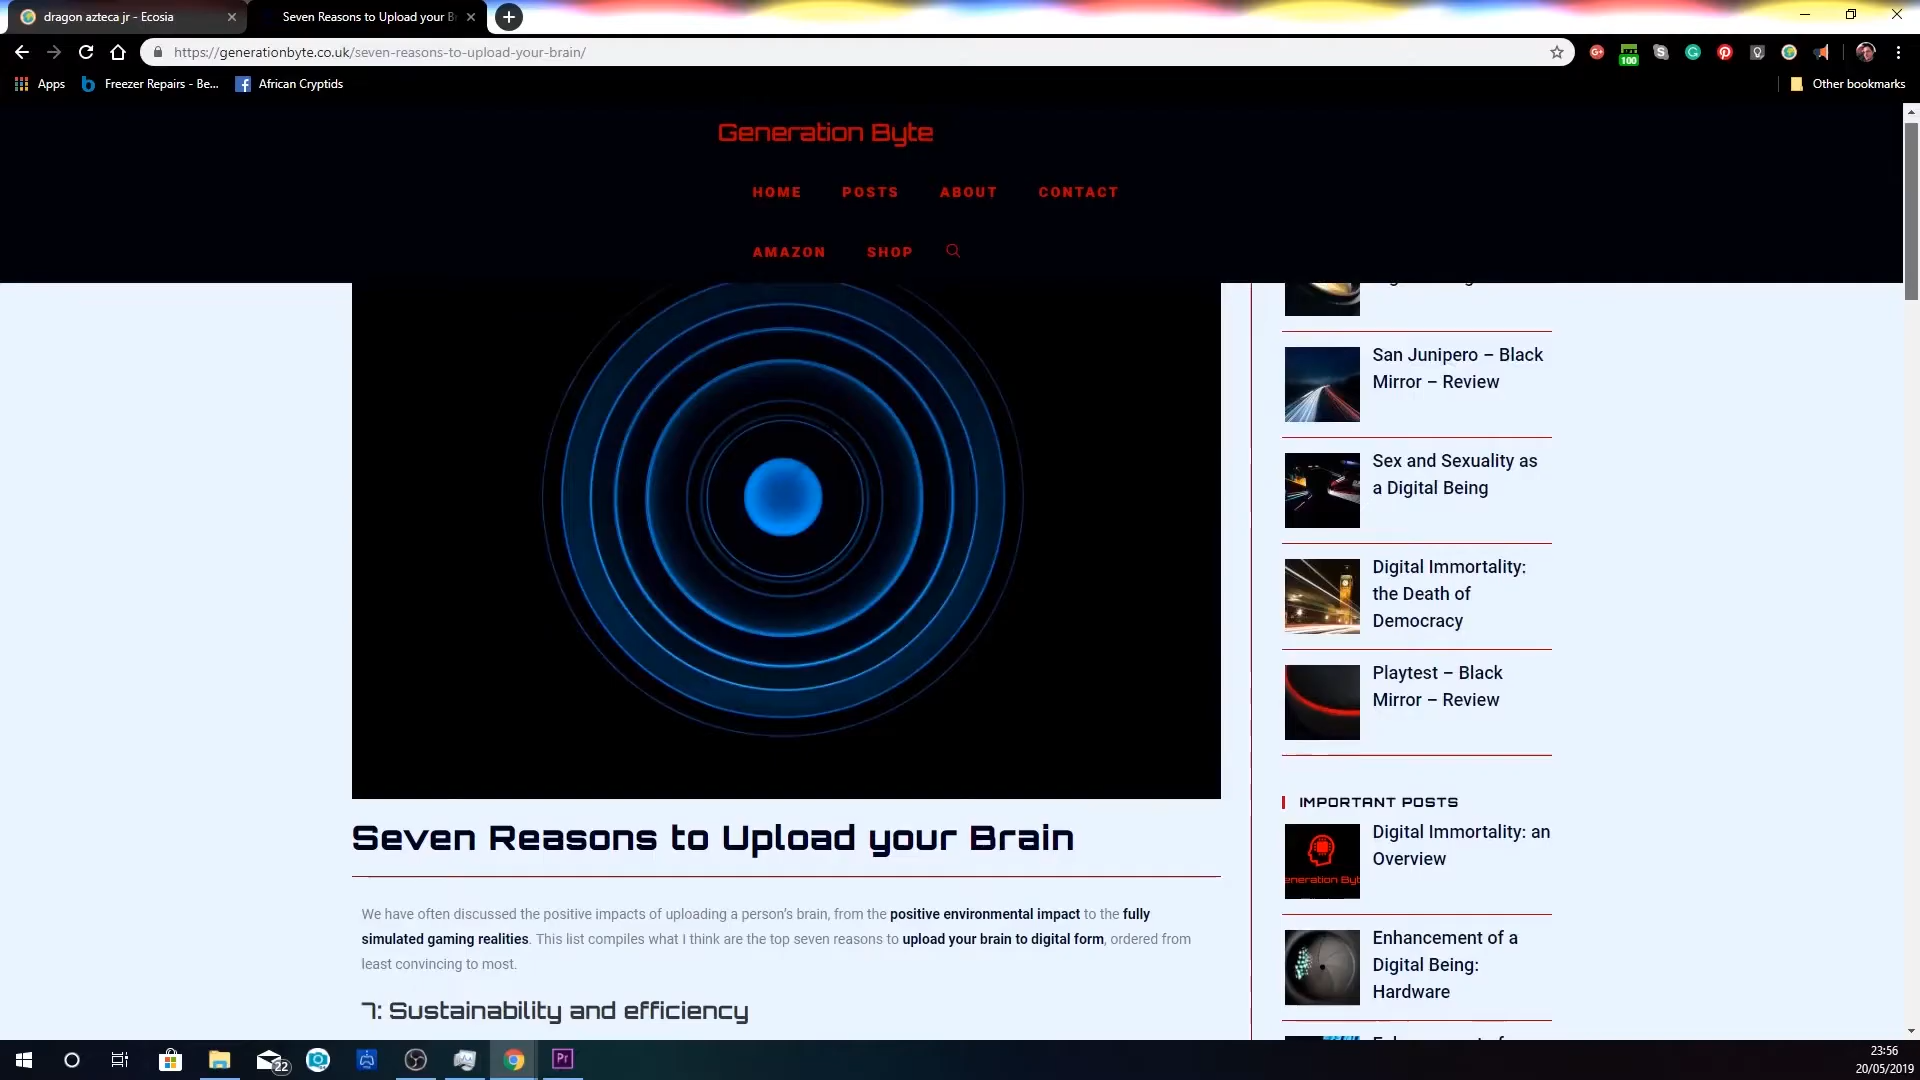 dragon azteca jr - Ecosia
Seven Reasons to Upload your B
https://generationbyte.co.uk/seven-reasons-to-upload-your-brain/
100
Apps
Freezer Repairs - Be...
African Cryptids
Other bookmarks
Generation Byte
HOME
POSTS
ABOUT
CONTACT
AMAZON
SHOP
San Junipero – Black
Mirror – Review
Sex and Sexuality as
a Digital Being
Digital Immortality:
the Death of
Democracy
Playtest – Black
Mirror – Review
IMPORTANT POSTS
Digital Immortality: an
Overview
Enhancement of a
Digital Being:
Hardware
Seven Reasons to Upload your Brain
We have often discussed the positive impacts of uploading a person's brain, from the positive environmental impact to the fully
simulated gaming realities. This list compiles what I think are the top seven reasons to upload your brain to digital form, ordered from
least convincing to most.
7: Sustainability and efficiency
22
Pr
23:56
20/05/2019